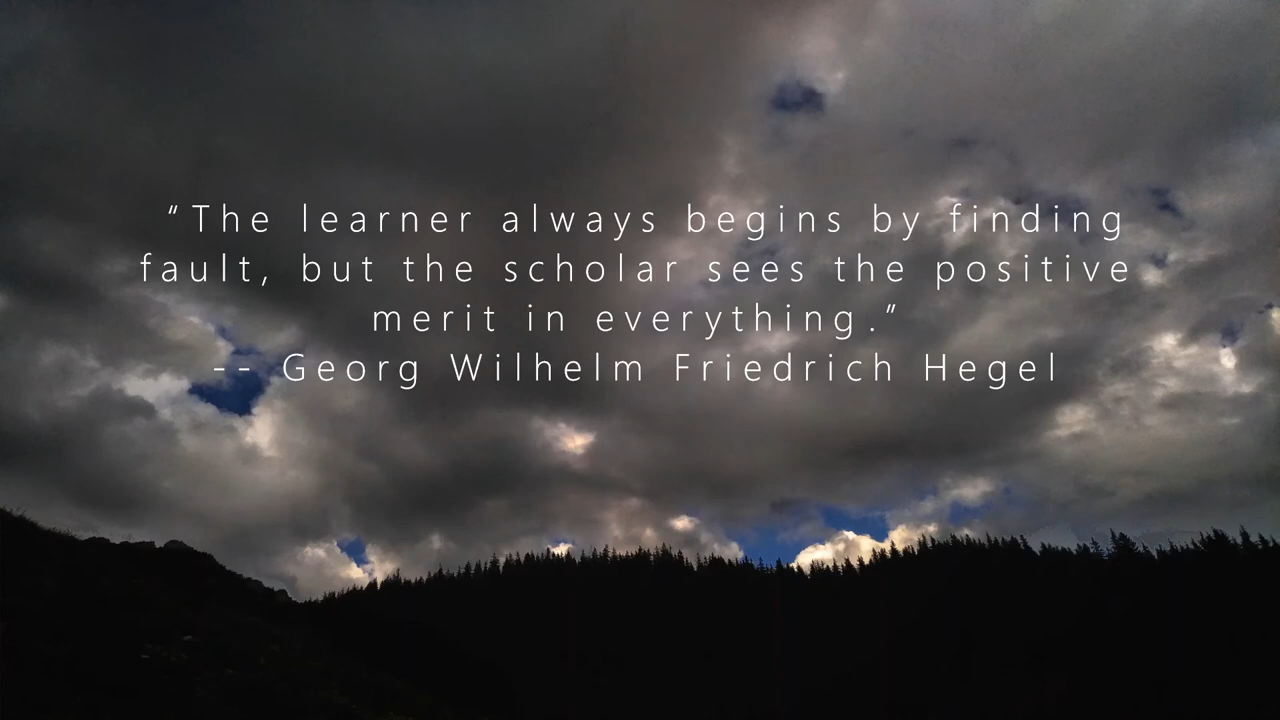 “The learner always begins by finding
fault, but the scholar sees the positive
merit in everything.”
-- Georg Wilhelm Friedrich Hegel